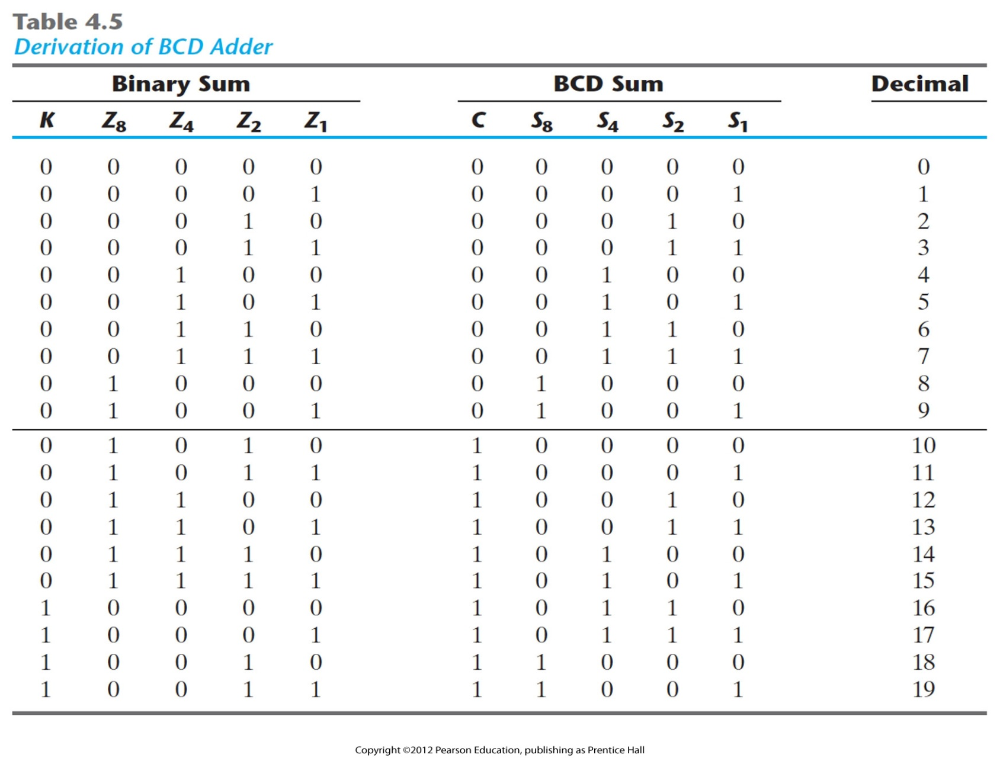 Table 4.5
Derivation of BCD Adder
Binary Sum BCD Sum Decimal
K Z8 Z4 Z2 Z1 C S8 S4 S2 S1
0 0 0 0 0 0 0 0 0 0 0
0 0 0 0 1 0 0 0 0 1 1
0 0 0 1 0 0 0 0 1 0 2
0 0 0 1 1 0 0 0 1 1 3
0 0 1 0 0 0 0 1 0 0 4
0 0 1 0 1 0 0 1 0 1 5
0 0 1 1 0 0 0 1 1 0 6
0 0 1 1 1 0 0 1 1 1 7
0 1 0 0 0 0 1 0 0 0 8
0 1 0 0 1 0 1 0 0 1 9
0 1 0 1 0 1 0 0 0 0 10
0 1 0 1 1 1 0 0 0 1 11
0 1 1 0 0 1 0 0 1 0 12
0 1 1 0 1 1 0 0 1 1 13
0 1 1 1 0 1 0 1 0 0 14
0 1 1 1 1 1 0 1 0 1 15
1 0 0 0 0 1 0 1 1 0 16
1 0 0 0 1 1 0 1 1 1 17
1 0 0 1 0 1 1 0 0 0 18
1 0 0 1 1 1 1 0 0 1 19
Copyright ©2012 Pearson Education, publishing as Prentice Hall